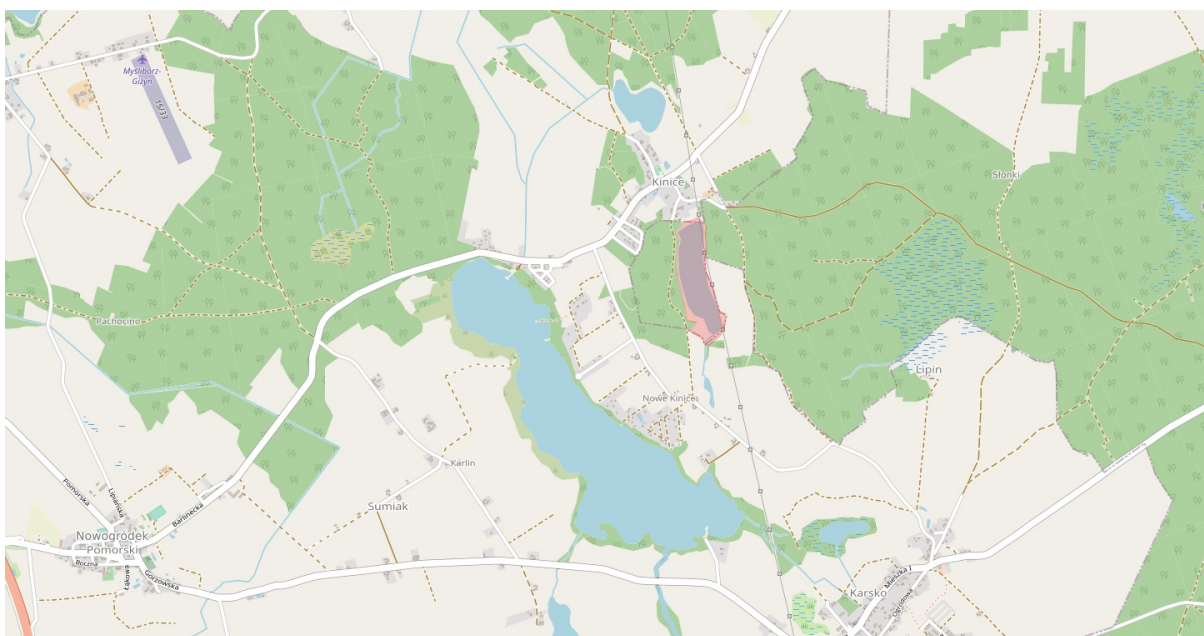 Myślibórz-
Giżyn
15/33
Kinice
Słonki
Pachocino
Lipin
Nowe Kinice
Karlin
Sumiak
Pomorska
Lipiańska
Barlinecka
Nowogródek
Pomorski
Boczna
Łąkowa
Gorzowska
Mieszka I
Karsko
Ogrodowa